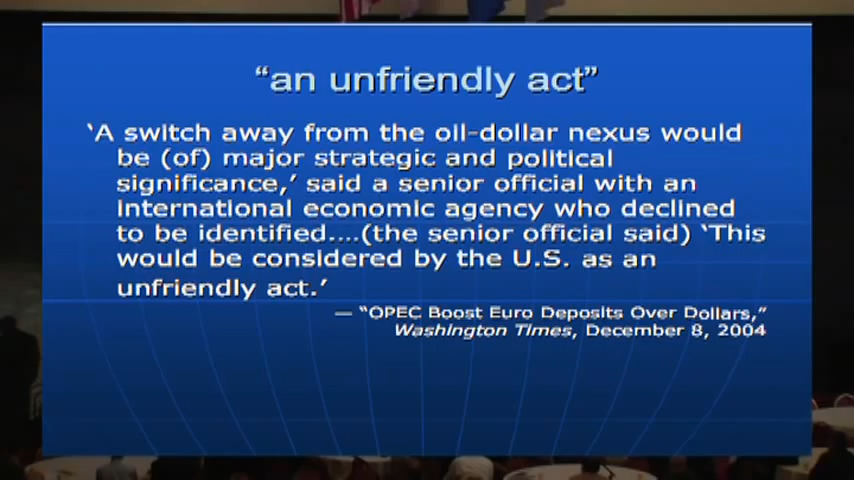 “an unfriendly act”
‘A switch away from the oil-dollar nexus would
be (of) major strategic and political
significance,’ said a senior official with an
international economic agency who declined
to be identified....(the senior official said) ‘This
would be considered by the U.S. as an
unfriendly act.’
— “OPEC Boost Euro Deposits Over Dollars,”
Washington Times, December 8, 2004